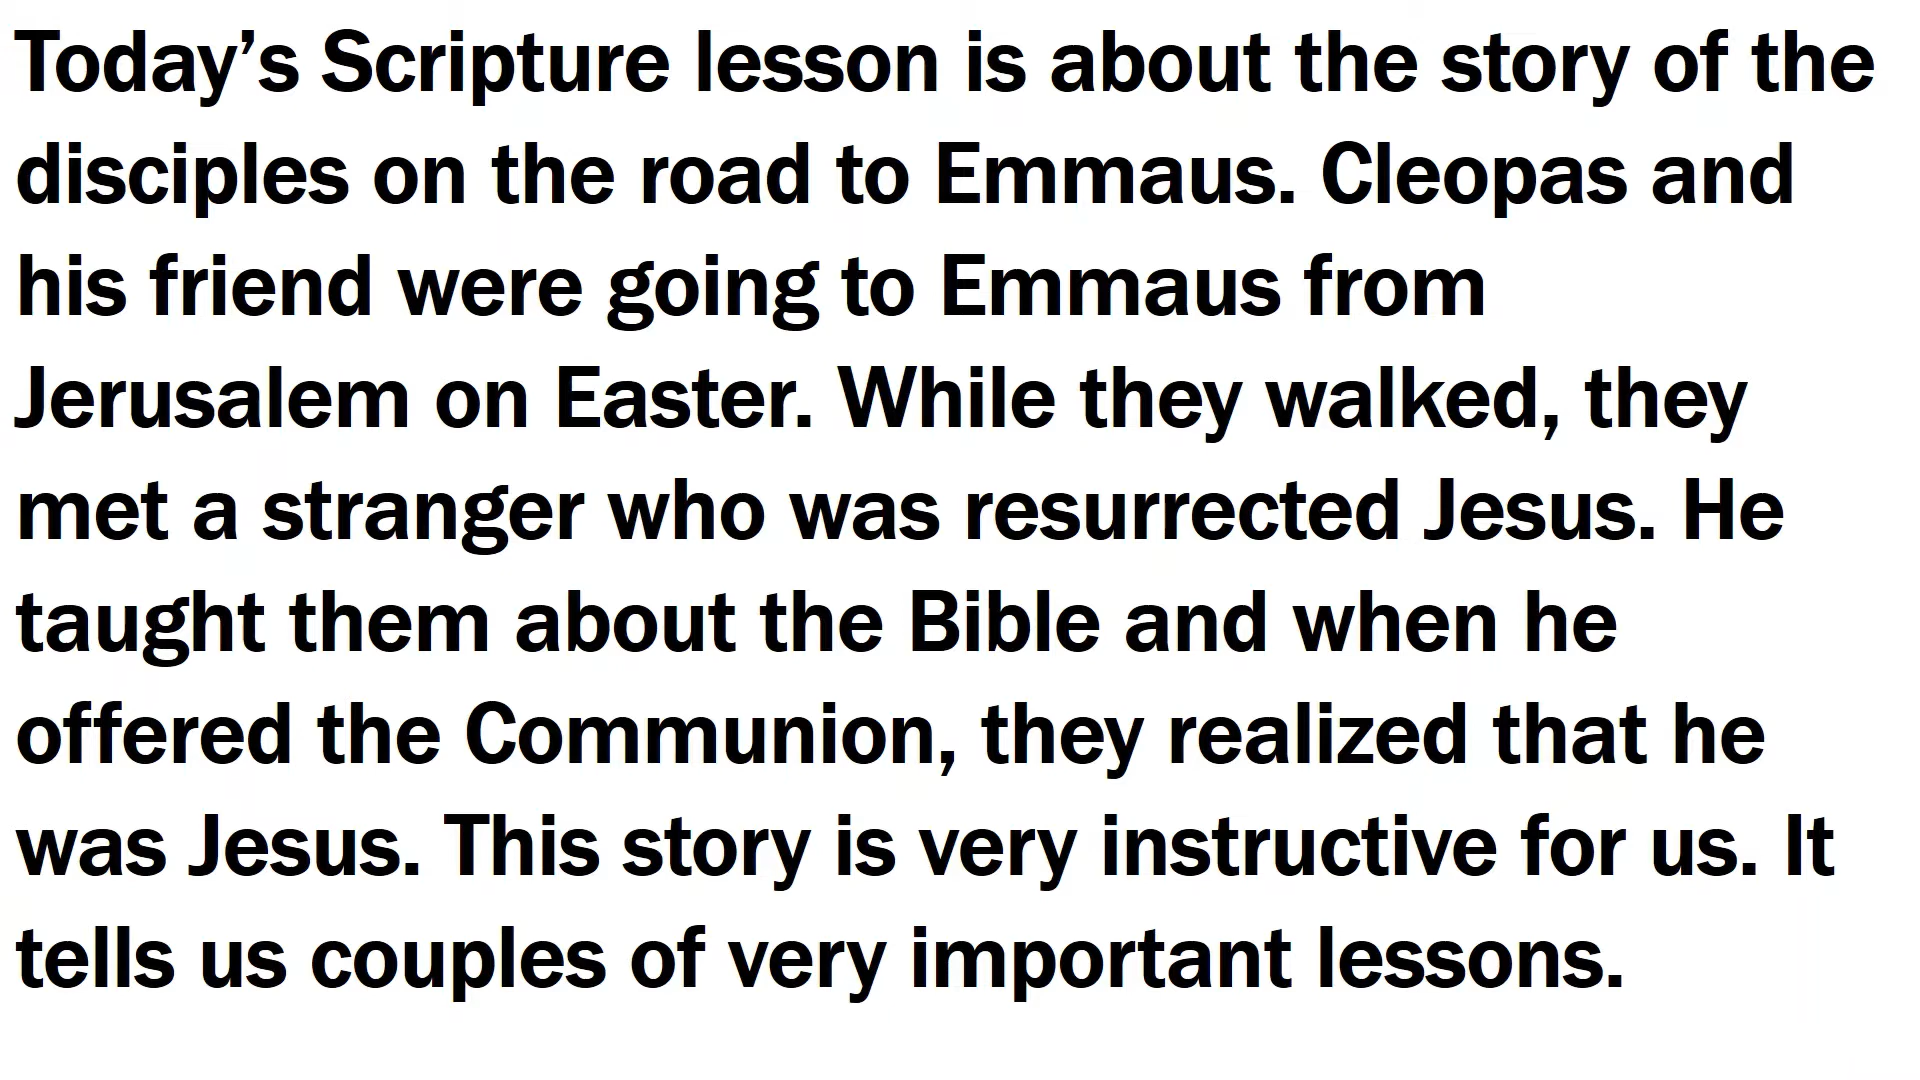 Today’s Scripture lesson is about the story of the
disciples on the road to Emmaus. Cleopas and
his friend were going to Emmaus from
Jerusalem on Easter. While they walked, they
met a stranger who was resurrected Jesus. He
taught them about the Bible and when he
offered the Communion, they realized that he
was Jesus. This story is very instructive for us. It
tells us couples of very important lessons.